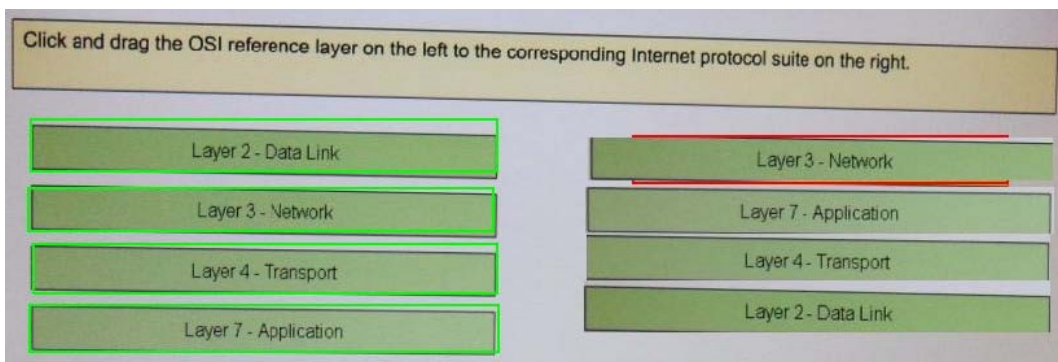 Click and drag the OSI reference layer on the left to the corresponding Internet protocol suite on the right.
Layer 2 - Data Link
Layer 3 - Network
Layer 4 - Transport
Layer 7 - Application
Layer 3 - Network
Layer 7 - Application
Layer 4 - Transport
Layer 2 - Data Link